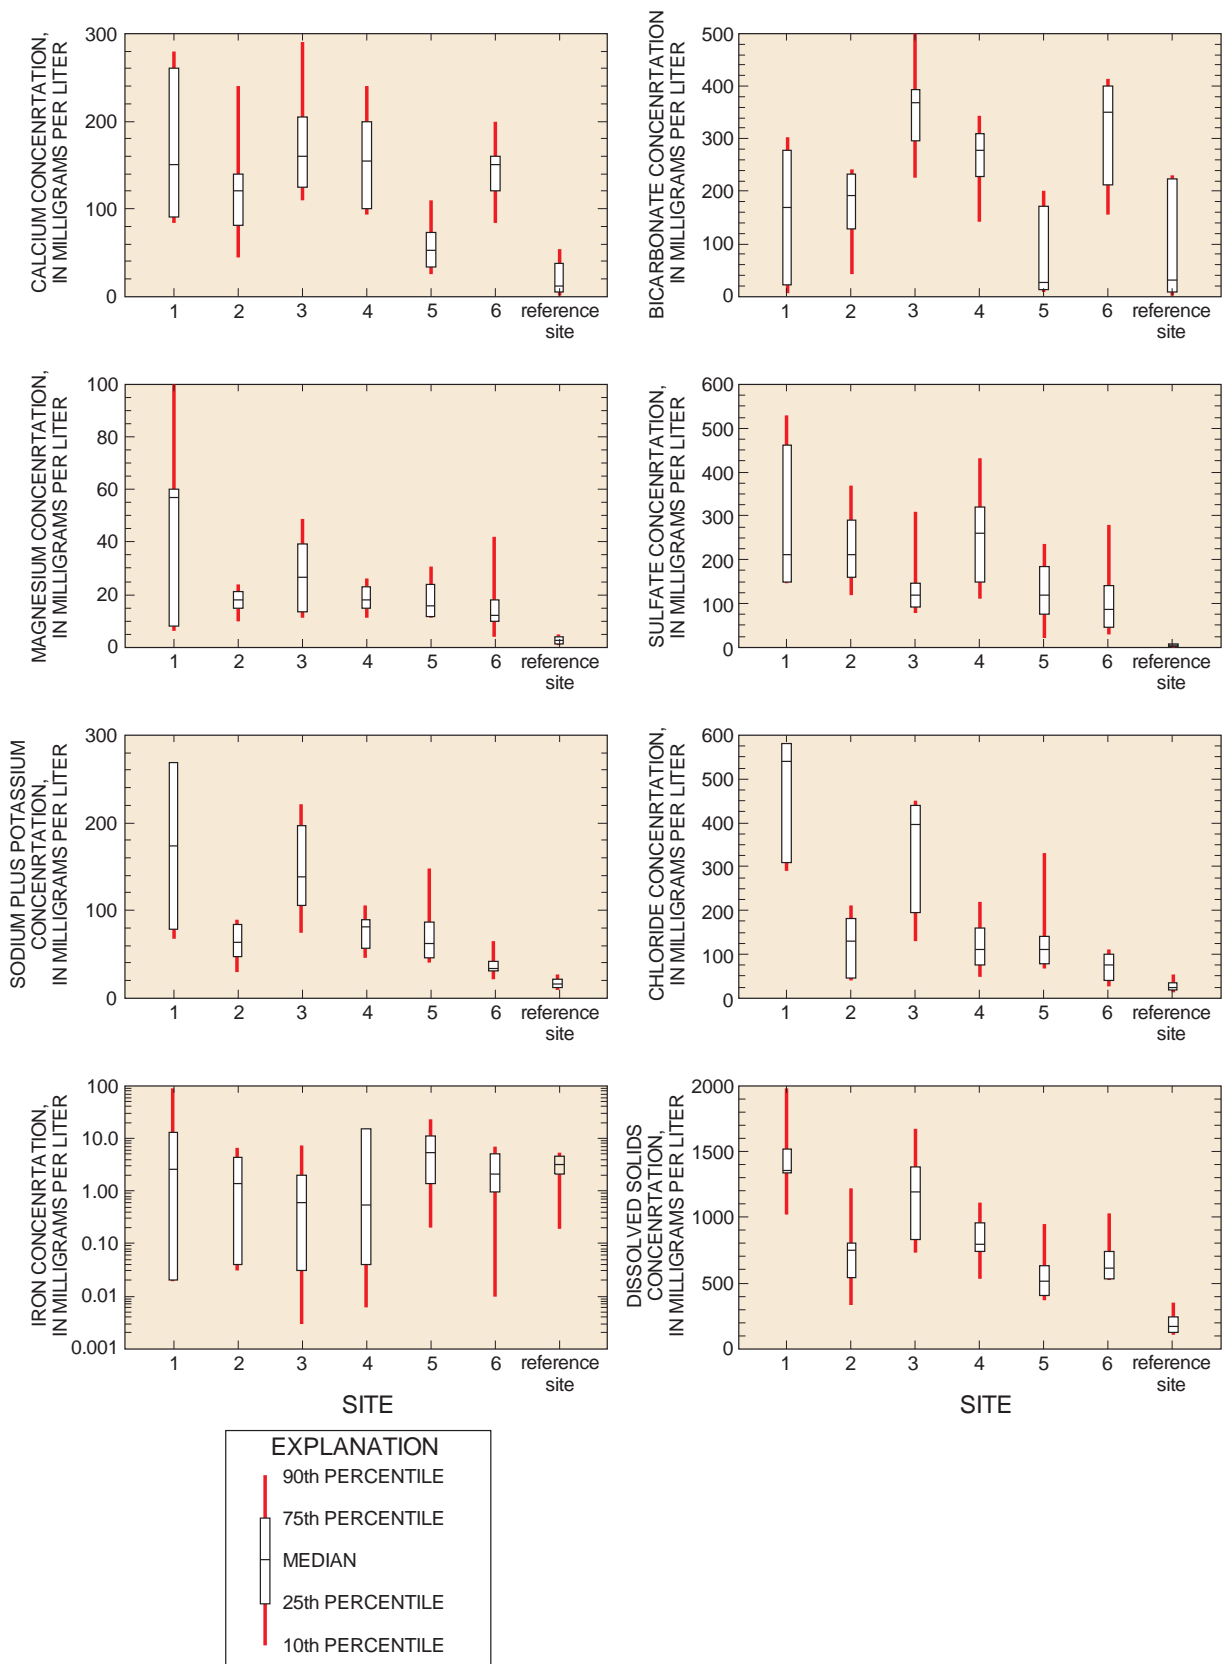 CALCIUM CONCENRTATION,
IN MILLIGRAMS PER LITER
300
200
100
0
1 2 3 4 5 6 reference
site
BICARBONATE CONCENRTATION
IN MILLIGRAMS PER LITER
500
400
300
200
100
0
1 2 3 4 5 6 reference
site
MAGNESIUM CONCENRTATION,
IN MILLIGRAMS PER LITER
100
80
60
40
20
0
1 2 3 4 5 6 reference
site
SULFATE CONCENRTATION,
IN MILLIGRAMS PER LITER
600
500
400
300
200
100
0
1 2 3 4 5 6 reference
site
SODIUM PLUS POTASSIUM
CONCENRTATION,
IN MILLIGRAMS PER LITER
300
200
100
0
1 2 3 4 5 6 reference
site
CHLORIDE CONCENRTATION,
IN MILLIGRAMS PER LITER
600
500
400
300
200
100
0
1 2 3 4 5 6 reference
site
IRON CONCENRTATION,
IN MILLIGRAMS PER LITER
100
10.0
1.00
0.10
0.01
0.001
1 2 3 4 5 6 reference
site
SITE
DISSOLVED SOLIDS
CONCENRTATION,
IN MILLIGRAMS PER LITER
2000
1500
1000
500
0
1 2 3 4 5 6 reference
site
SITE
EXPLANATION
90th PERCENTILE
75th PERCENTILE
MEDIAN
25th PERCENTILE
10th PERCENTILE